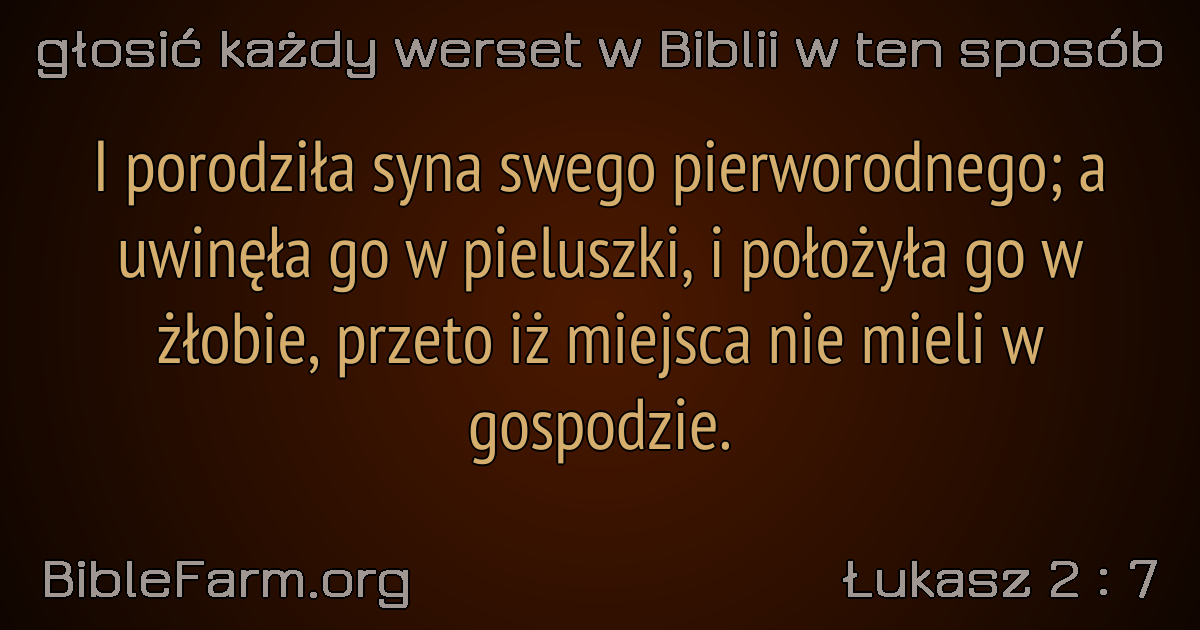 głosić każdy werset w Biblii w ten sposób
I porodziła syna swego pierworodnego; a
uwinęła go w pieluszki, i położyła go w
żłobie, przeto iż miejsca nie mieli w
gospodzie.
BibleFarm.org
Łukasz 2 : 7